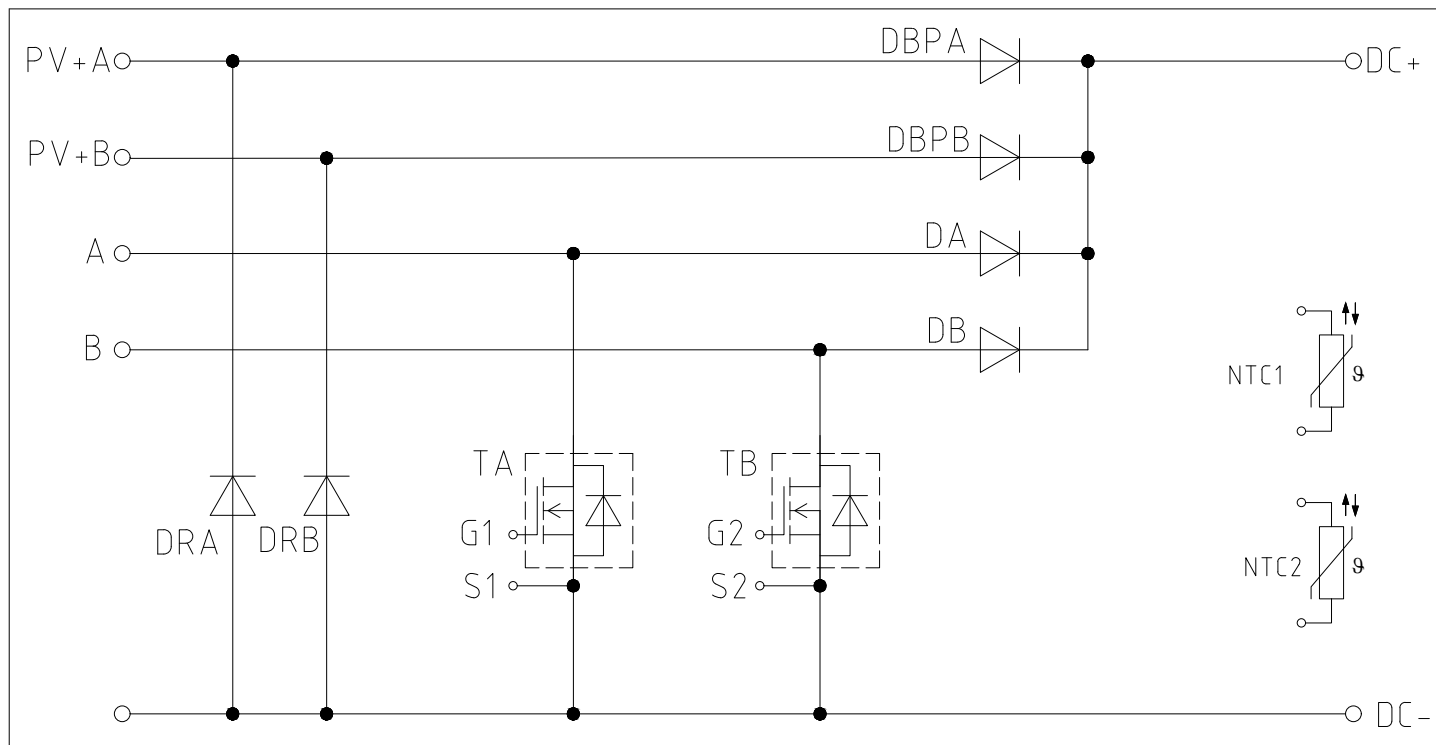 DBPA
PV+A
DC+
DBPB
PV+B
DA
A
DB
B
NTC1
ϑ
TA
TB
G1
G2
DRA
DRB
S1
S2
NTC2
ϑ
DC-